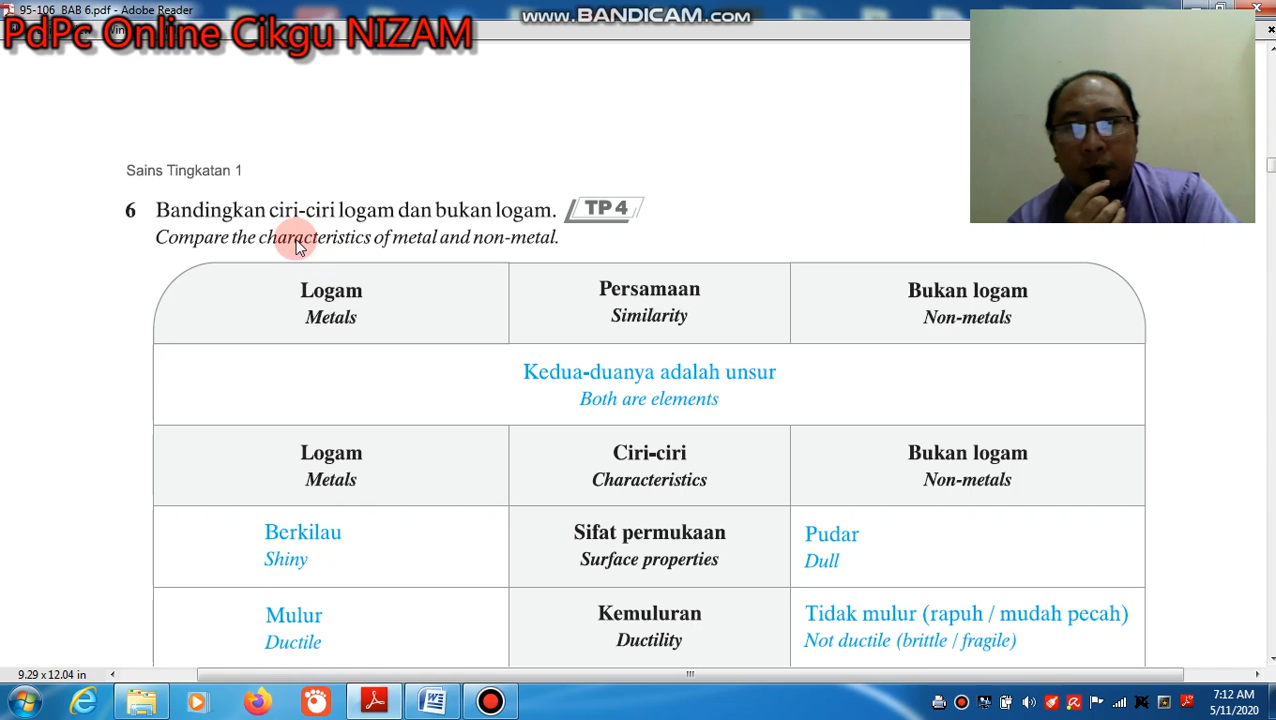 95-106_BAB 6.pdf - Adobe Reader
www.BANDICAM.com
PdPc Online Cikgu NIZAM
Sains Tingkatan 1
6 Bandingkan ciri-ciri logam dan bukan logam. TP 4
Compare the characteristics of metal and non-metal.
Logam Persamaan Bukan logam
Metals Similarity Non-metals
Kedua-duanya adalah unsur
Both are elements
Logam Ciri-ciri Bukan logam
Metals Characteristics Non-metals
Berkilau Sifat permukaan Pudar
Shiny Surface properties Dull
Mulur Kemuluran Tidak mulur (rapuh / mudah pecah)
Ductile Ductility Not ductile (brittle / fragile)
9.29 x 12.04 in
7:12 AM
5/11/2020